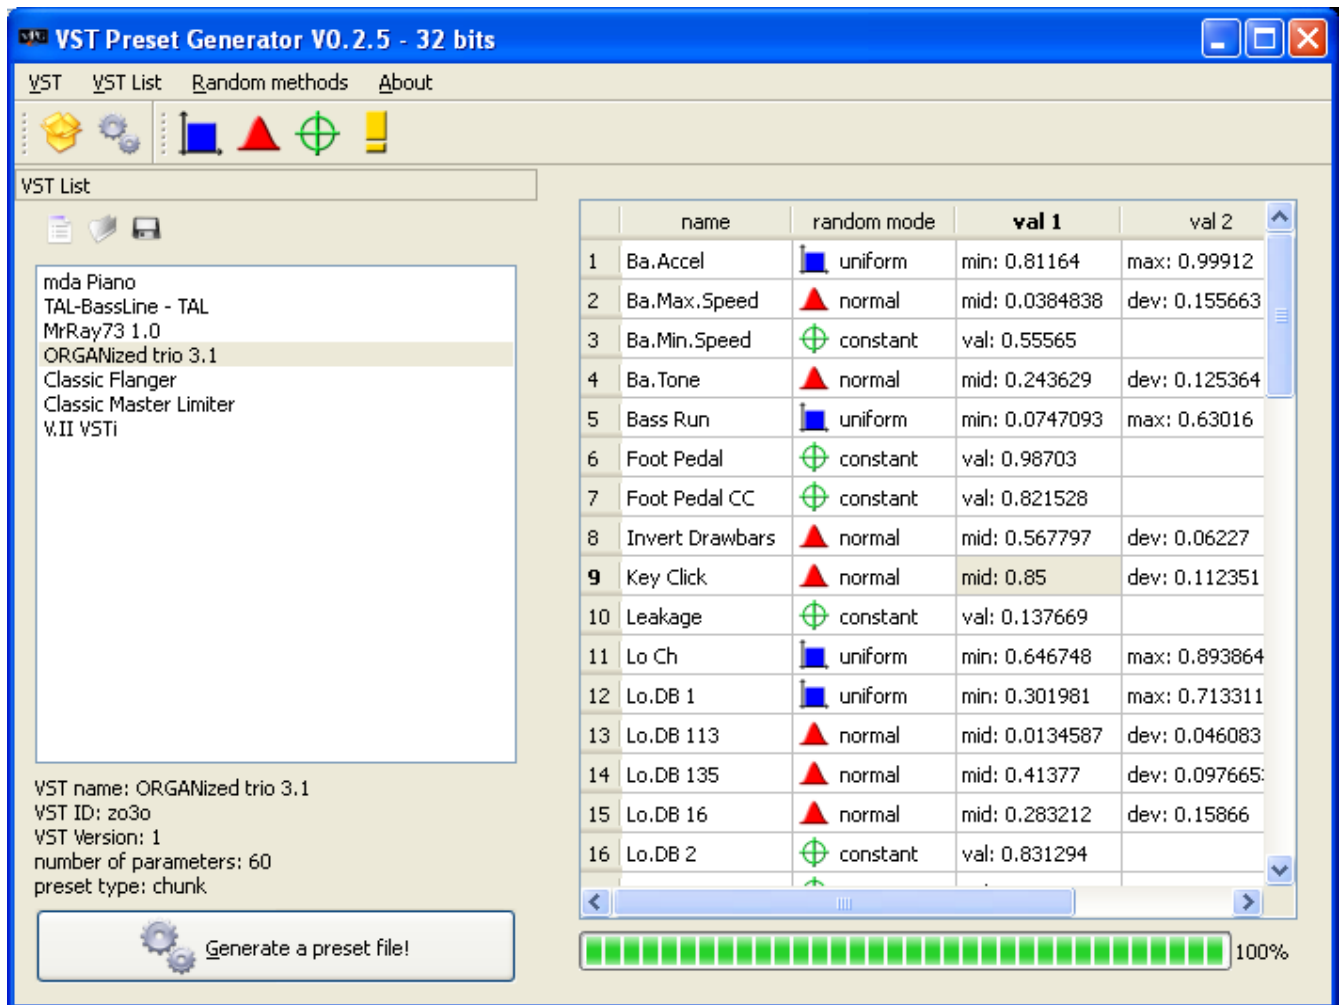 VST Preset Generator V0.2.5 - 32 bits
VST VST List Random methods About
VST List
mda Piano
TAL-BassLine - TAL
MrRay73 1.0
ORGANized trio 3.1
Classic Flanger
Classic Master Limiter
V.II VSTi
VST name: ORGANized trio 3.1
VST ID: zo3o
VST Version: 1
number of parameters: 60
preset type: chunk
Generate a preset file!
name random mode val 1 val 2
1 Ba.Accel uniform min: 0.81164 max: 0.99912
2 Ba.Max.Speed normal mid: 0.0384838 dev: 0.155663
3 Ba.Min.Speed constant val: 0.55565
4 Ba.Tone normal mid: 0.243629 dev: 0.125364
5 Bass Run uniform min: 0.0747093 max: 0.63016
6 Foot Pedal constant val: 0.98703
7 Foot Pedal CC constant val: 0.821528
8 Invert Drawbars normal mid: 0.567797 dev: 0.06227
9 Key Click normal mid: 0.85 dev: 0.112351
10 Leakage constant val: 0.137669
11 Lo Ch uniform min: 0.646748 max: 0.893864
12 Lo.DB 1 uniform min: 0.301981 max: 0.713311
13 Lo.DB 113 normal mid: 0.0134587 dev: 0.046083
14 Lo.DB 135 normal mid: 0.41377 dev: 0.097665
15 Lo.DB 16 normal mid: 0.283212 dev: 0.15866
16 Lo.DB 2 constant val: 0.831294
100%